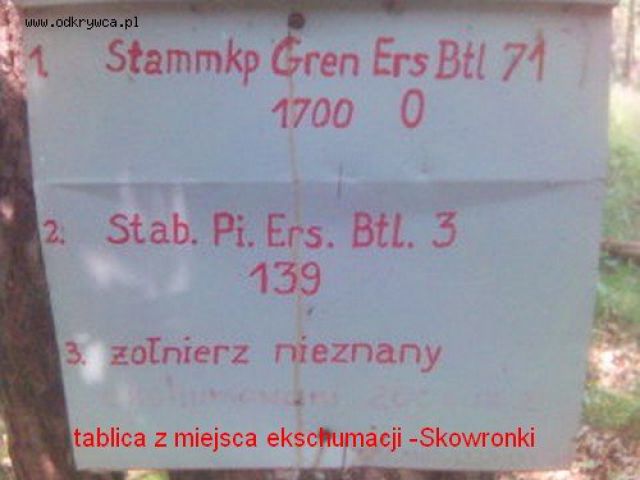 www.odkrywca.pl
1. Stammkp Gren Ers Btl 71
1700 O
2. Stab. Pi. Ers. Btl. 3
139
3. żołnierz nieznany
tablica z miejsca ekschumacji -Skowronki